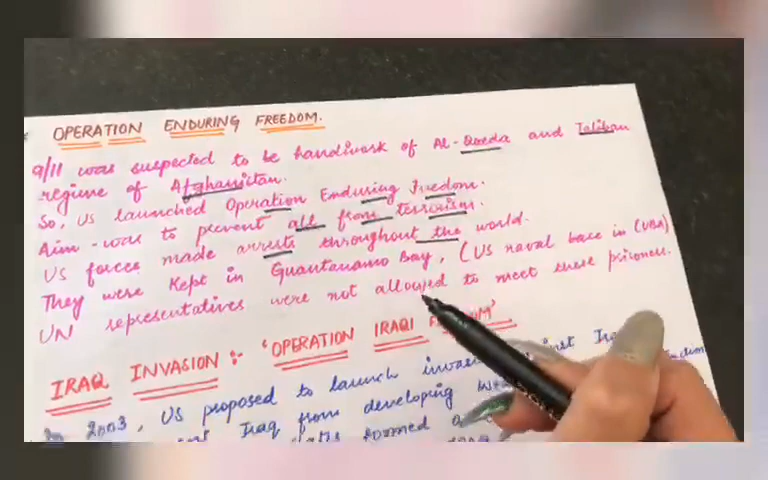 OPERATION ENDURING FREEDOM.
9/11 was suspected to be handiwork of Al-Qaeda and Taliban
regime of Afghanistan.
So, US launched Operation Enduring Freedom.
Aim - was to prevent all from terrorism.
US forces made arrests throughout the world.
They were Kept in Guantanamo Bay, (US naval base in
UN representatives were not allowed to meet these prisoners.
IRAQ INVASION :- 'OPERATION IRAQI
In 2003, US proposed to launch
Iraq from developing
formed a